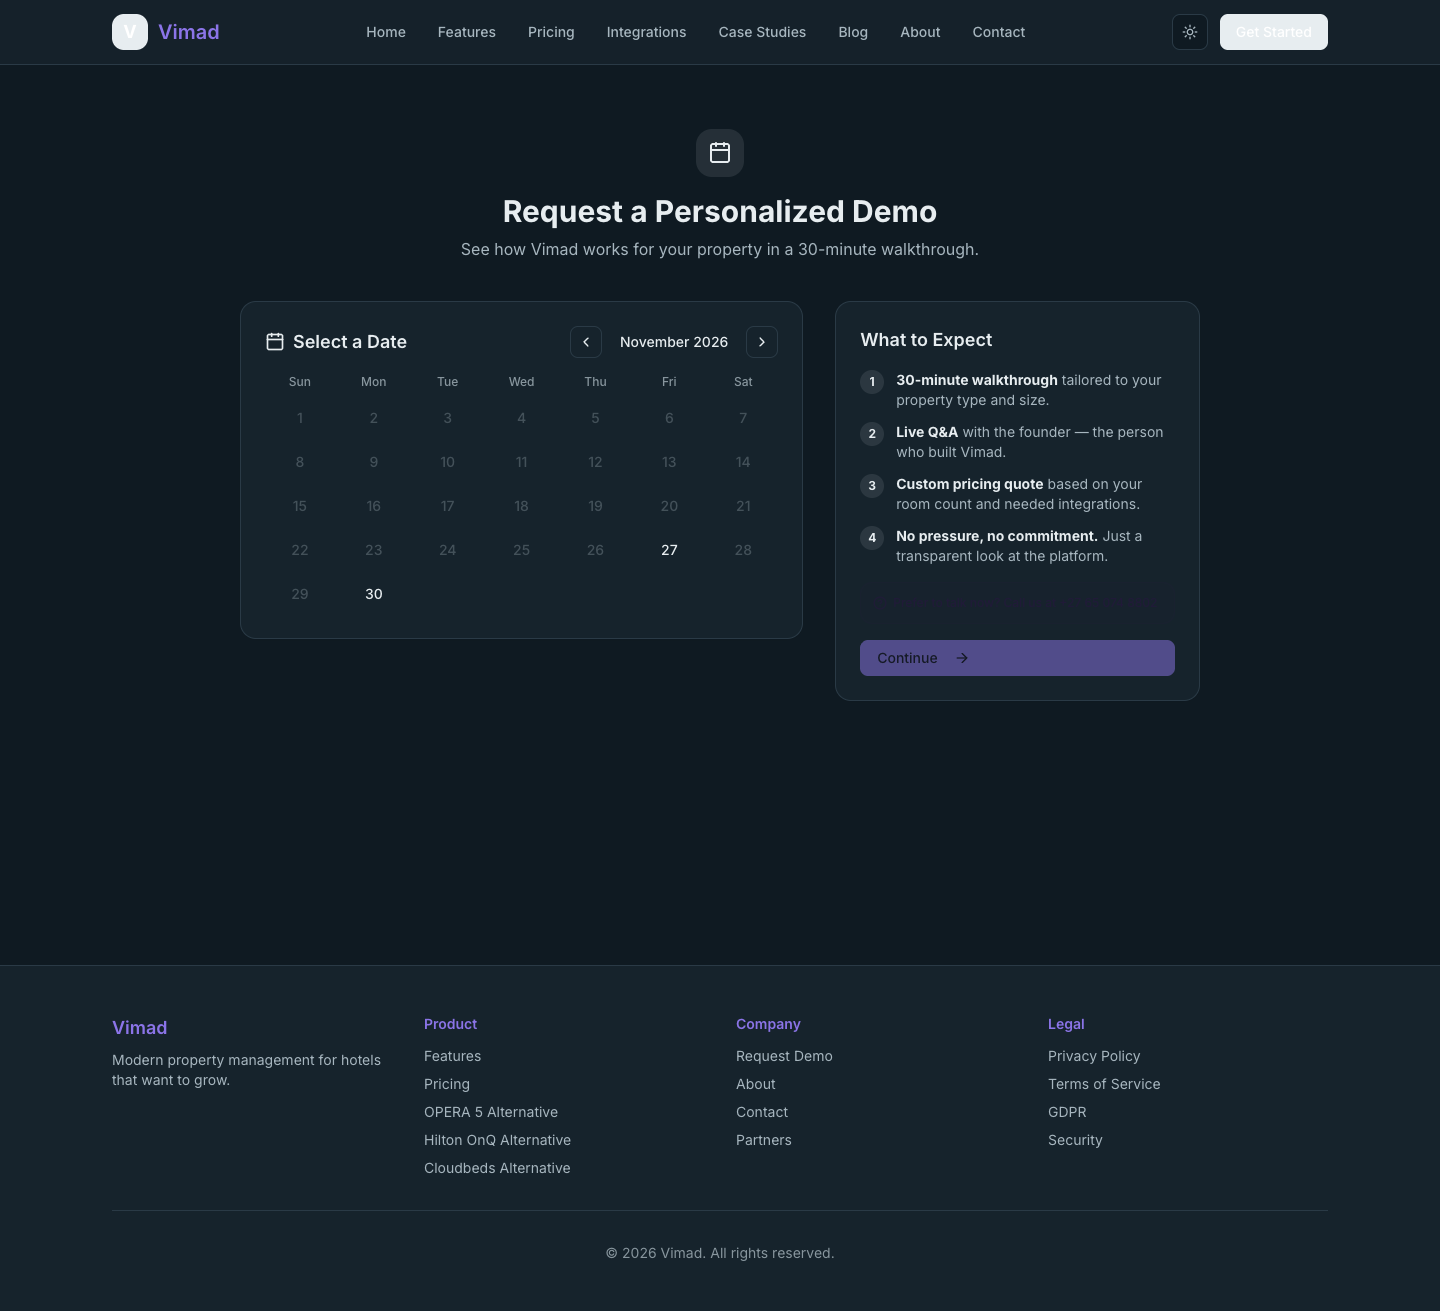 V Vimad Home Features Pricing Integrations Case Studies Blog About Contact Get Started
Request a Personalized Demo
See how Vimad works for your property in a 30-minute walkthrough.
Select a Date November 2026
Sun Mon Tue Wed Thu Fri Sat
1 2 3 4 5 6 7
8 9 10 11 12 13 14
15 16 17 18 19 20 21
22 23 24 25 26 27 28
29 30
What to Expect
1 30-minute walkthrough tailored to your
property type and size.
2 Live Q&A with the founder — the person
who built Vimad.
3 Custom pricing quote based on your
room count and needed integrations.
4 No pressure, no commitment. Just a
transparent look at the platform.
Continue
Vimad
Modern property management for hotels
that want to grow.
Product
Features
Pricing
OPERA 5 Alternative
Hilton OnQ Alternative
Cloudbeds Alternative
Company
Request Demo
About
Contact
Partners
Legal
Privacy Policy
Terms of Service
GDPR
Security
© 2026 Vimad. All rights reserved.